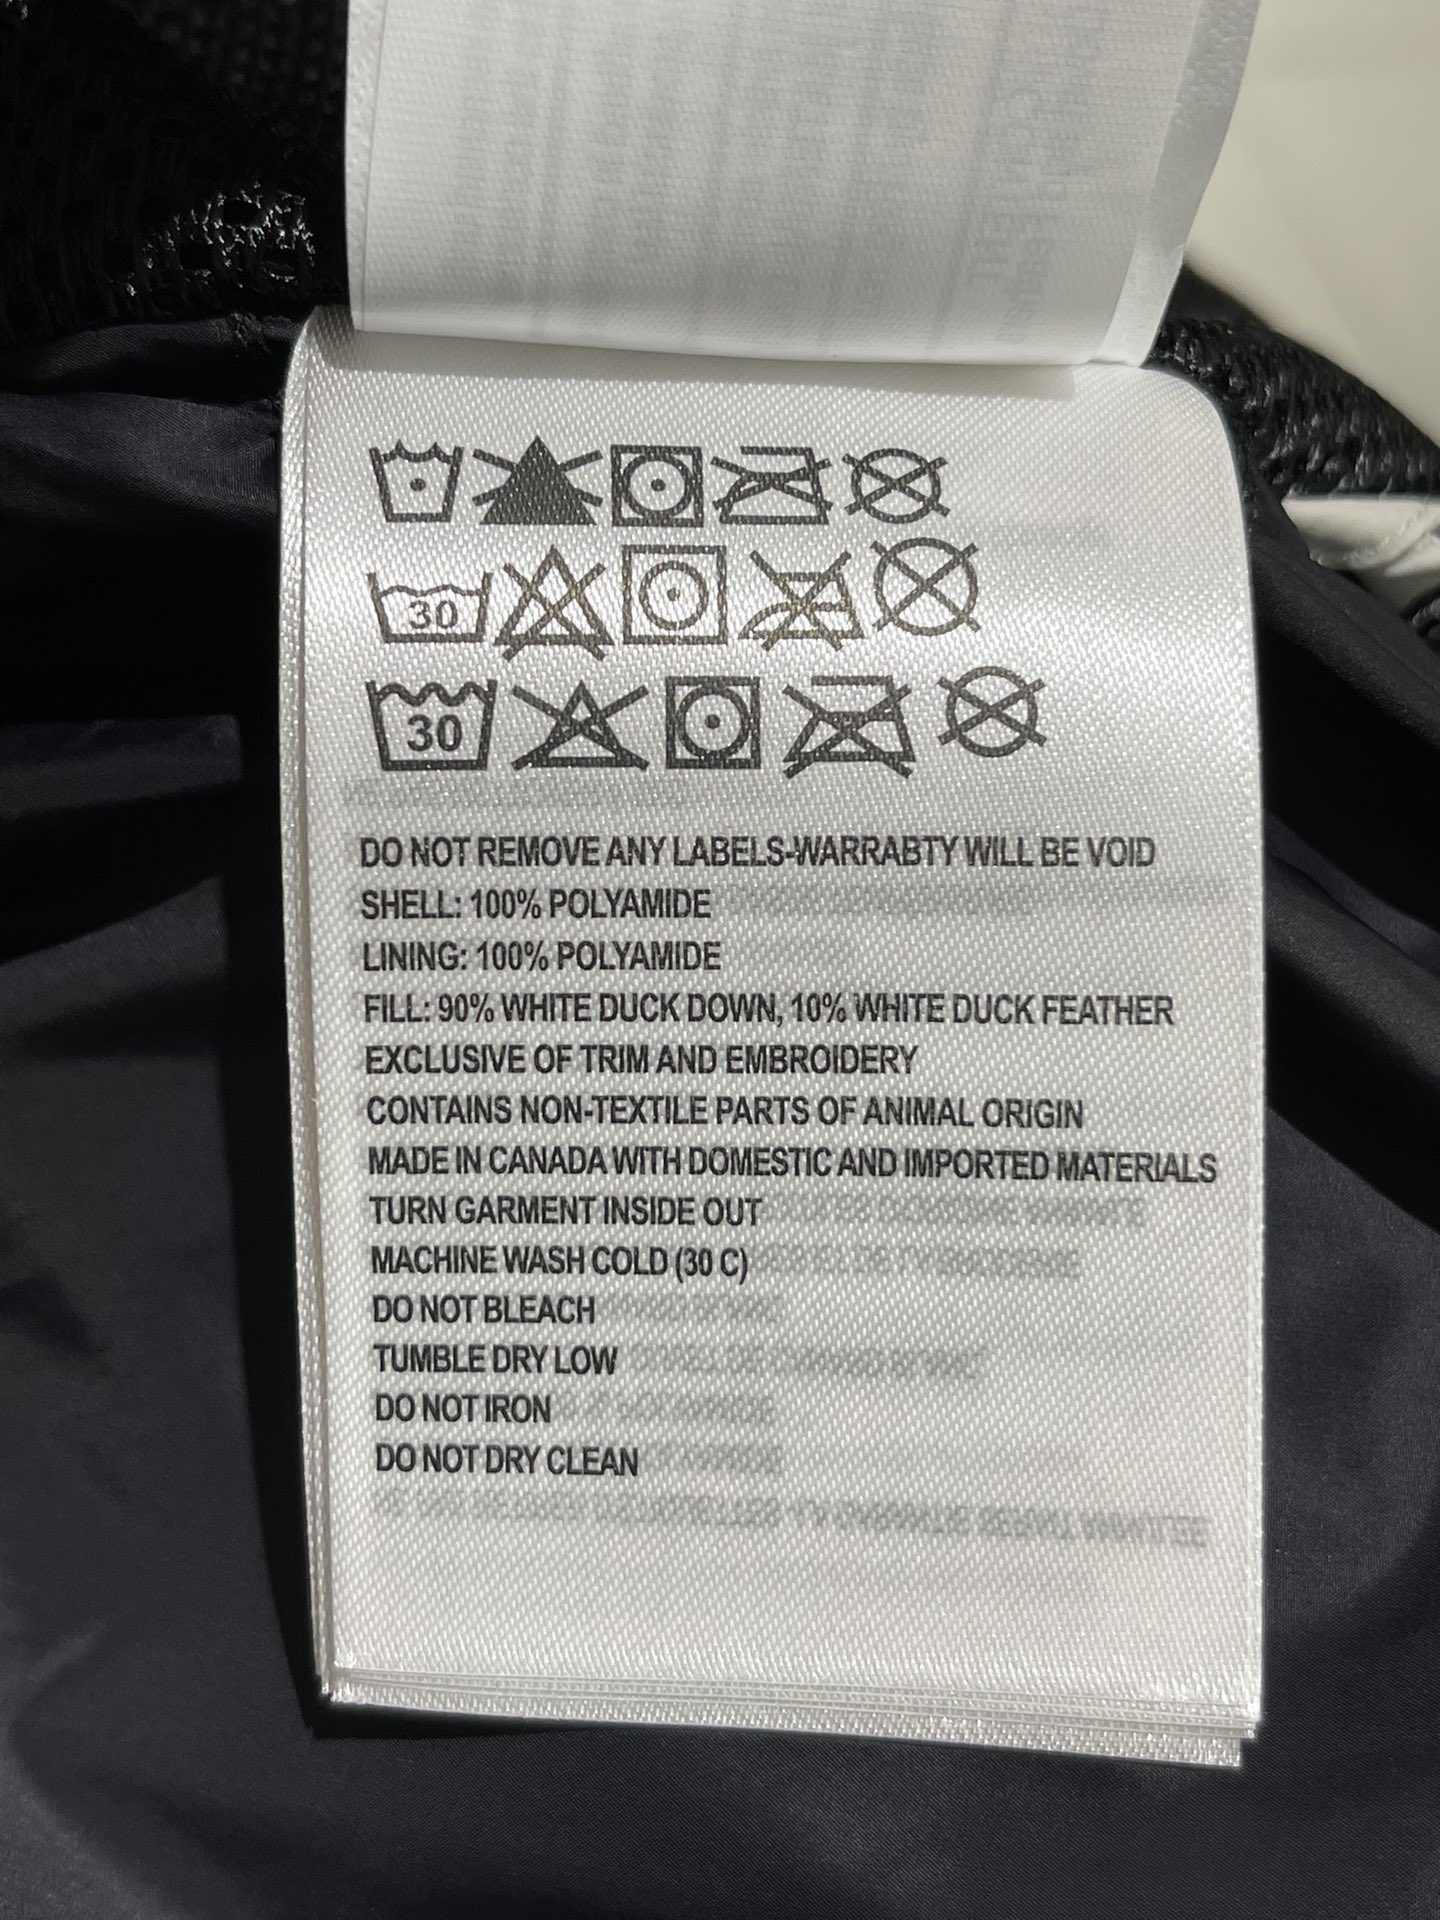 30
30
DO NOT REMOVE ANY LABELS-WARRABTY WILL BE VOID
SHELL: 100% POLYAMIDE
LINING: 100% POLYAMIDE
FILL: 90% WHITE DUCK DOWN, 10% WHITE DUCK FEATHER
EXCLUSIVE OF TRIM AND EMBROIDERY
CONTAINS NON-TEXTILE PARTS OF ANIMAL ORIGIN
MADE IN CANADA WITH DOMESTIC AND IMPORTED MATERIALS
TURN GARMENT INSIDE OUT
MACHINE WASH COLD (30 C)
DO NOT BLEACH
TUMBLE DRY LOW
DO NOT IRON
DO NOT DRY CLEAN